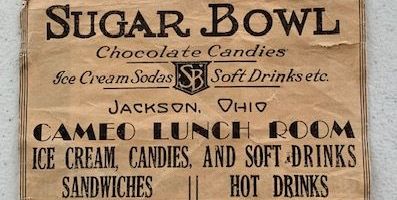 SUGAR BOWL
Chocolate Candies
Ice Cream Sodas SB Soft Drinks etc.
JACKSON, OHIO
CAMEO LUNCH ROOM
ICE CREAM, CANDIES, AND SOFT DRINKS
SANDWICHES HOT DRINKS